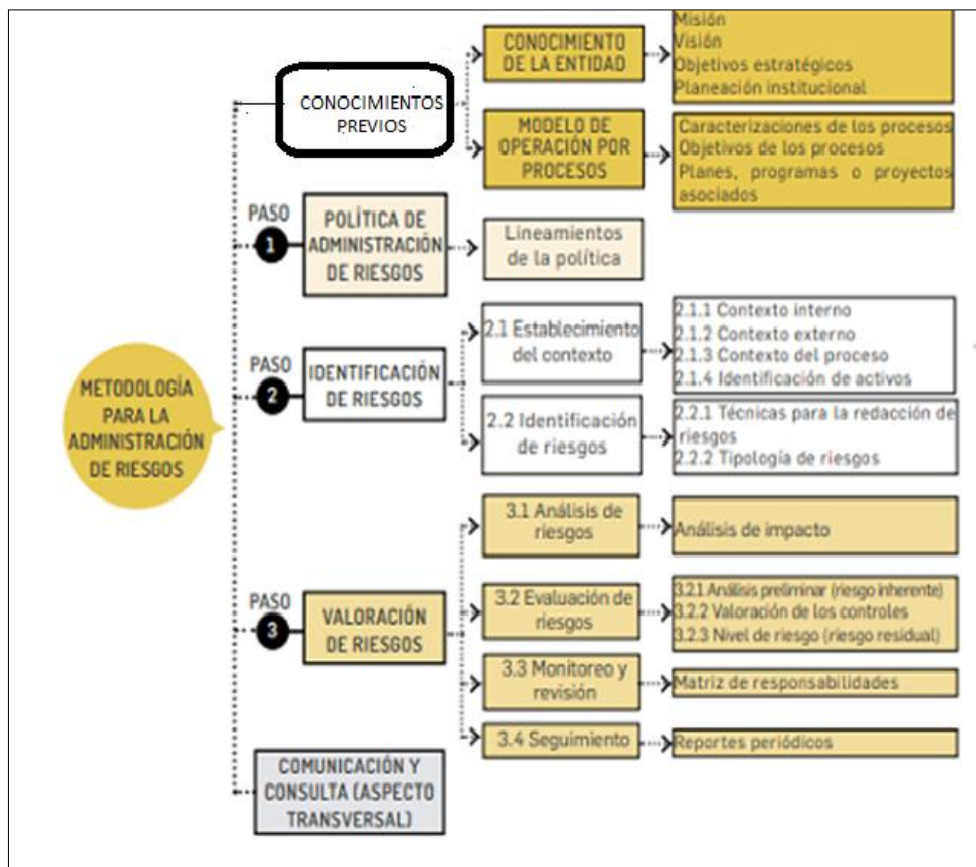 METODOLOGÍA
PARA LA
ADMINISTRACIÓN
DE RIESGOS
CONOCIMIENTOS
PREVIOS
CONOCIMIENTO
DE LA ENTIDAD
Misión
Visión
Objetivos estratégicos
Planeación institucional
MODELO DE
OPERACIÓN POR
PROCESOS
Caracterizaciones de los procesos
Objetivos de los procesos
Planes, programas o proyectos
asociados
PASO
1
POLÍTICA DE
ADMINISTRACIÓN
DE RIESGOS
Lineamientos
de la política
PASO
2
IDENTIFICACIÓN
DE RIESGOS
2.1 Establecimiento
del contexto
2.1.1 Contexto interno
2.1.2 Contexto externo
2.1.3 Contexto del proceso
2.1.4 Identificación de activos
2.2 Identificación
de riesgos
2.2.1 Técnicas para la redacción de
riesgos
2.2.2 Tipología de riesgos
PASO
3
VALORACIÓN
DE RIESGOS
3.1 Análisis de
riesgos
Análisis de impacto
3.2 Evaluación de
riesgos
3.2.1 Análisis preliminar (riesgo inherente)
3.2.2 Valoración de los controles
3.2.3 Nivel de riesgo (riesgo residual)
3.3 Monitoreo y
revisión
Matriz de responsabilidades
3.4 Seguimiento
Reportes periódicos
COMUNICACIÓN Y
CONSULTA (ASPECTO
TRANSVERSAL)